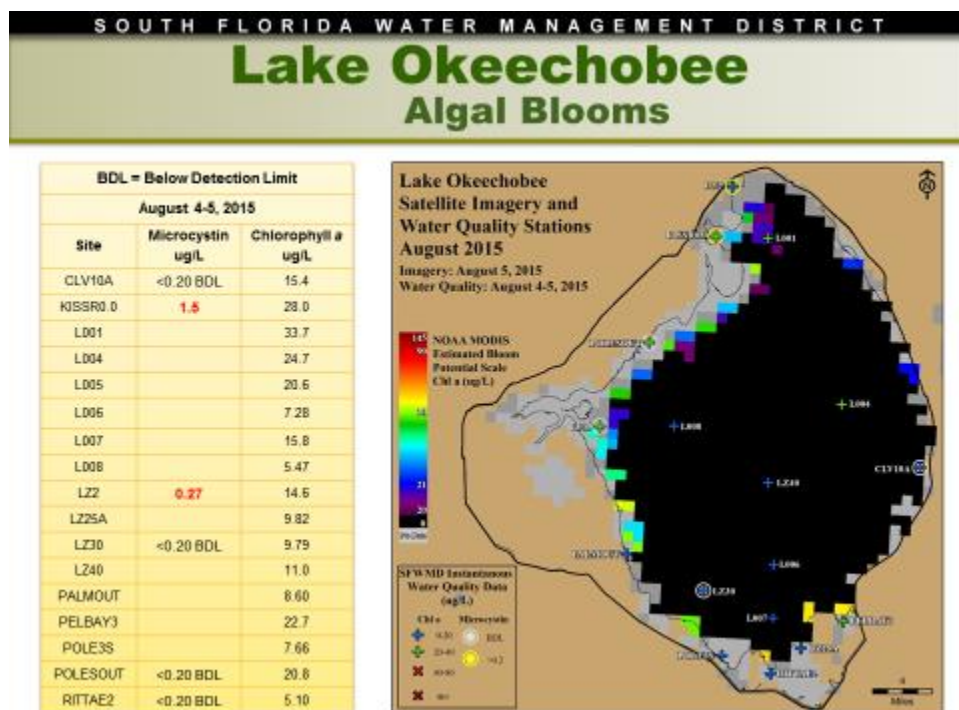 SOUTH FLORIDA WATER MANAGEMENT DISTRICT
Lake Okeechobee
Algal Blooms
BDL = Below Detection Limit
August 4-5, 2015
Site Microcystin ug/L Chlorophyll a ug/L
CLV10A <0.20 BDL 15.4
KISSR0.0 1.5 28.0
L001 33.7
L004 24.7
L005 20.6
L006 7.28
L007 15.8
L008 5.47
LZ2 0.27 14.6
LZ25A 9.82
LZ30 <0.20 BDL 9.79
LZ40 11.0
PALMOUT 8.60
PELBAY3 22.7
POLE3S 7.66
POLESOUT <0.20 BDL 20.8
RITTAE2 <0.20 BDL 5.10
Lake Okeechobee
Satellite Imagery and
Water Quality Stations
August 2015
Imagery: August 5, 2015
Water Quality: August 4-5, 2015
NOAA MODIS
Estimated Bloom
Potential Scale
Chl a (ug/L)
L001
L004
L008
CLV10A
LZ40
L006
LZ30
L007
SFWMD Instantanous
Water Quality Data
(ug/L)
Chl a Microcystin
BDL
Miles